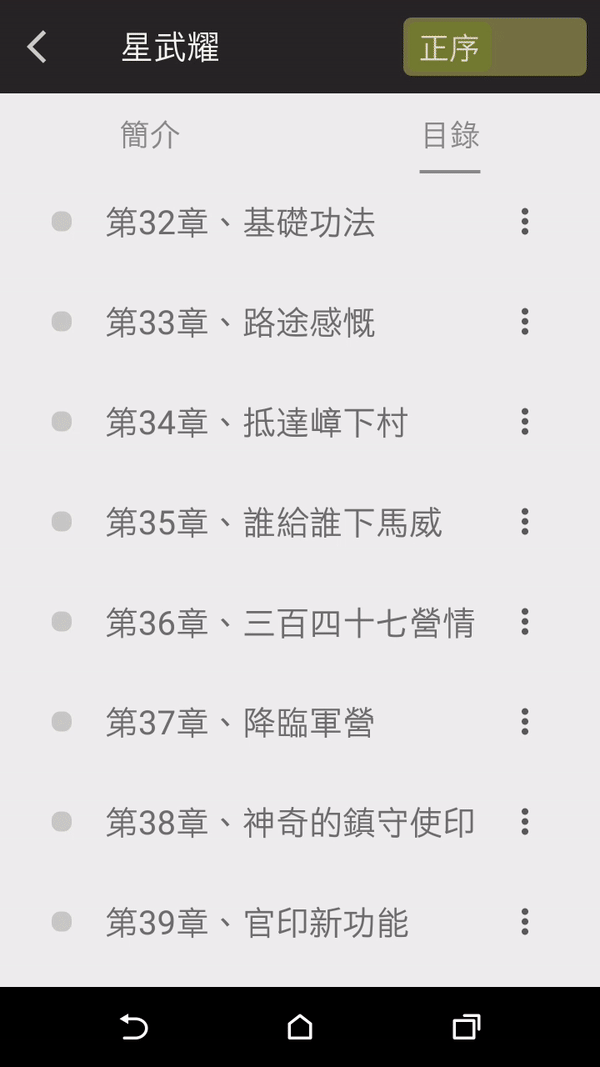 星武耀
正序
簡介
目錄
第32章、基礎功法
第33章、路途感慨
第34章、抵達嶂下村
第35章、誰給誰下馬威
第36章、三百四十七營情
第37章、降臨軍營
第38章、神奇的鎮守使印
第39章、官印新功能